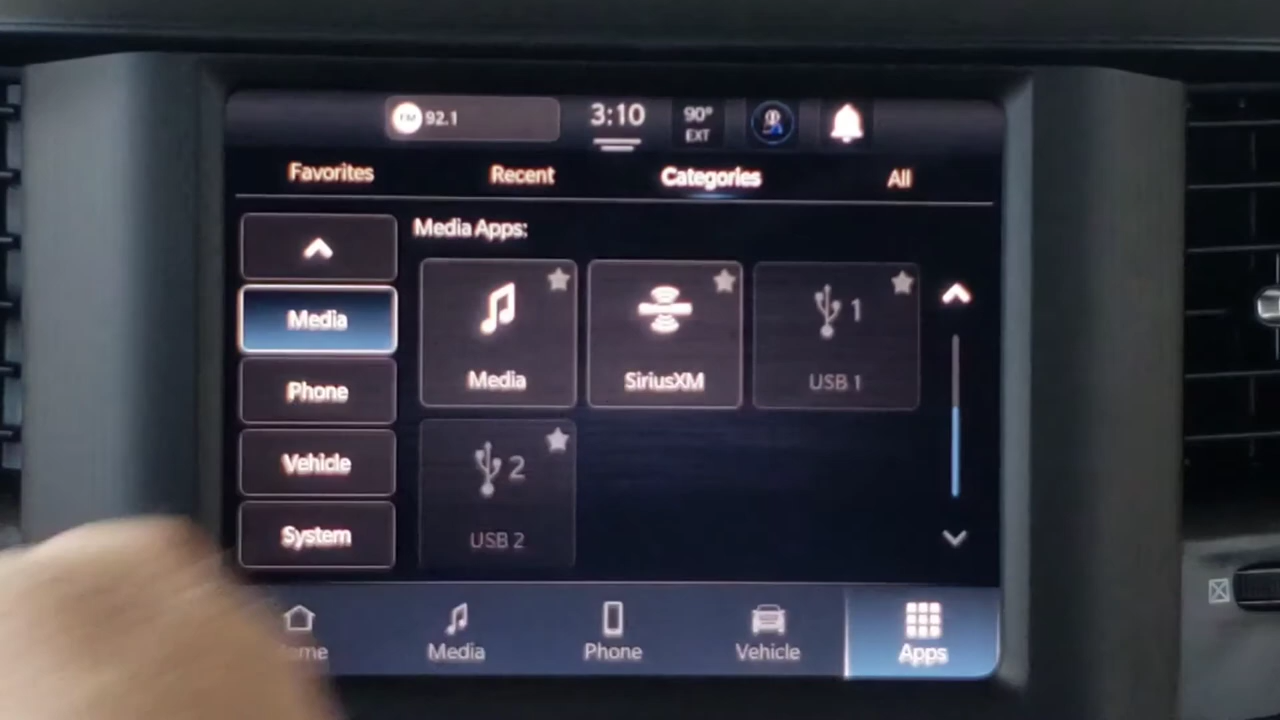 FM 92.1 3:10 90° EXT
Favorites Recent Categories All
Media Apps:
Media
Phone
Vehicle
System
Media SiriusXM 1 USB 1
2 USB 2
Media Phone Vehicle Apps